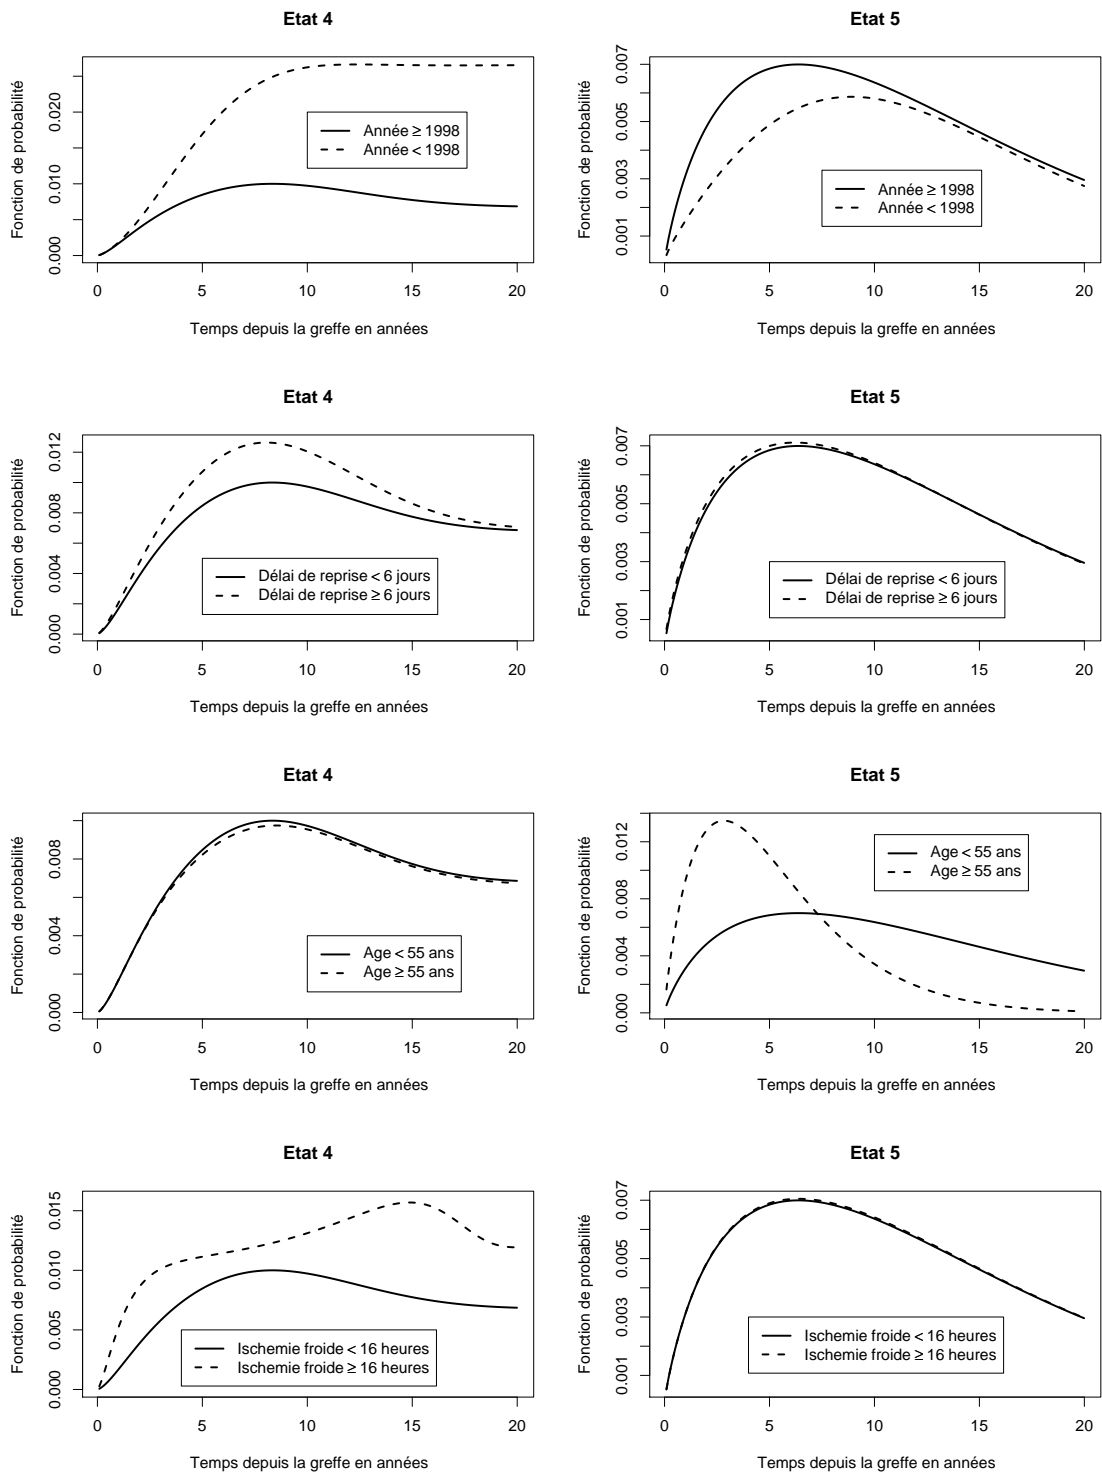 Etat 4
Fonction de probabilité
0.000
0.010
0.020
Année ≥ 1998
Année < 1998
0
5
10
15
20
Temps depuis la greffe en années
Etat 5
Fonction de probabilité
0.001
0.003
0.005
0.007
Année ≥ 1998
Année < 1998
0
5
10
15
20
Temps depuis la greffe en années
Etat 4
Fonction de probabilité
0.000
0.004
0.008
0.012
Délai de reprise < 6 jours
Délai de reprise ≥ 6 jours
0
5
10
15
20
Temps depuis la greffe en années
Etat 5
Fonction de probabilité
0.001
0.003
0.005
0.007
Délai de reprise < 6 jours
Délai de reprise ≥ 6 jours
0
5
10
15
20
Temps depuis la greffe en années
Etat 4
Fonction de probabilité
0.000
0.004
0.008
Age < 55 ans
Age ≥ 55 ans
0
5
10
15
20
Temps depuis la greffe en années
Etat 5
Fonction de probabilité
0.000
0.004
0.008
0.012
Age < 55 ans
Age ≥ 55 ans
0
5
10
15
20
Temps depuis la greffe en années
Etat 4
Fonction de probabilité
0.000
0.005
0.010
0.015
Ischemie froide < 16 heures
Ischemie froide ≥ 16 heures
0
5
10
15
20
Temps depuis la greffe en années
Etat 5
Fonction de probabilité
0.001
0.003
0.005
0.007
Ischemie froide < 16 heures
Ischemie froide ≥ 16 heures
0
5
10
15
20
Temps depuis la greffe en années